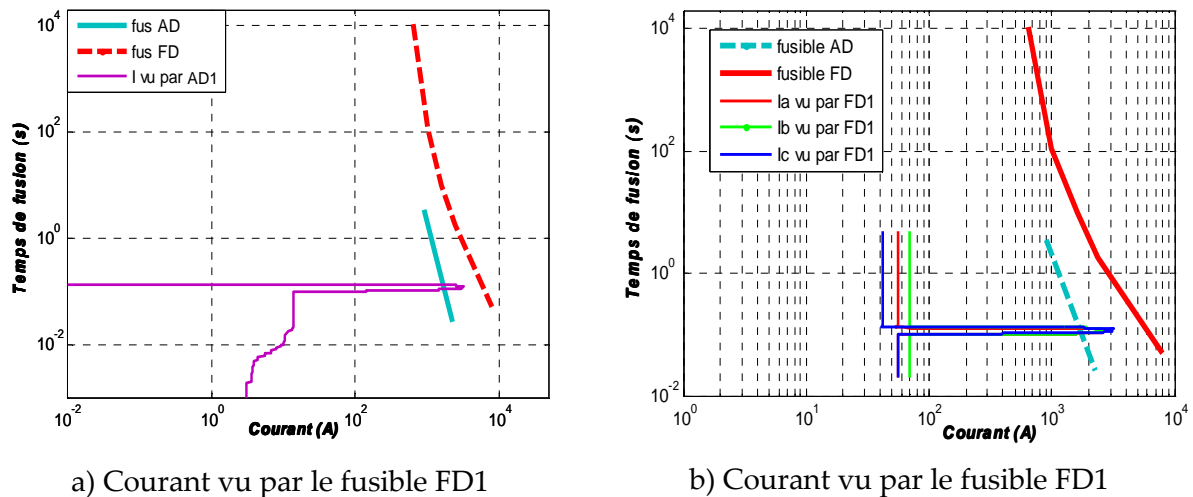 fus AD
fus FD
I vu par AD1
10^4
10^2
10^0
10^-2
Temps de fusion (s)
10^-2
10^0
10^2
10^4
Courant (A)
a) Courant vu par le fusible FD1
fusible AD
fusible FD
Ia vu par FD1
Ib vu par FD1
Ic vu par FD1
10^4
10^2
10^0
10^-2
Temps de fusion (s)
10^0
10^1
10^2
10^3
10^4
Courant (A)
b) Courant vu par le fusible FD1